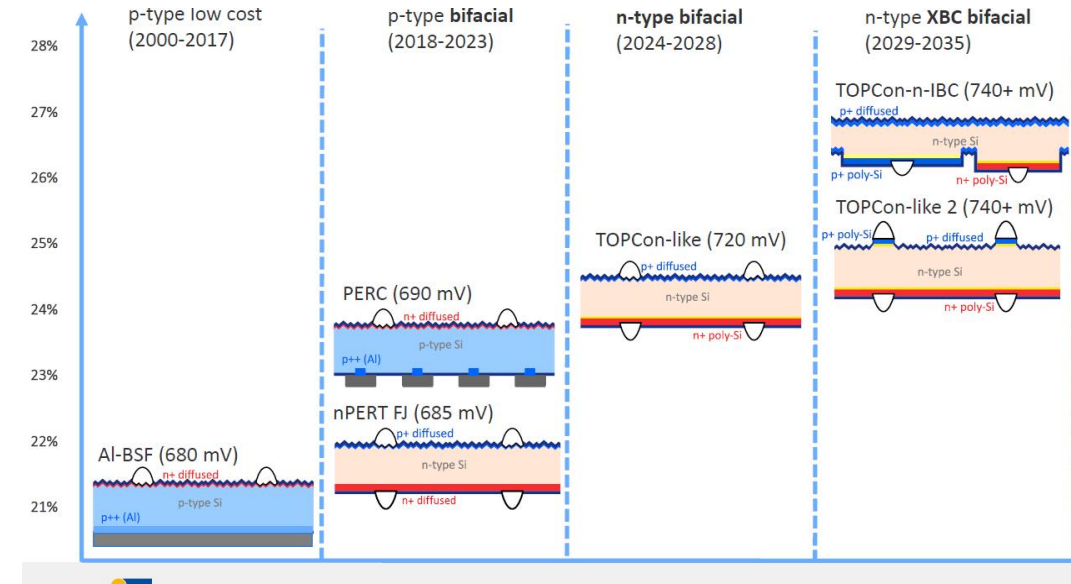 p-type low cost
(2000-2017)
p-type bifacial
(2018-2023)
n-type bifacial
(2024-2028)
n-type XBC bifacial
(2029-2035)
28%
27%
26%
25%
24%
23%
22%
21%
Al-BSF (680 mV)
n+ diffused
p-type Si
p++ (Al)
PERC (690 mV)
n+ diffused
p-type Si
p++ (Al)
nPERT FJ (685 mV)
p+ diffused
n-type Si
n+ diffused
TOPCon-like (720 mV)
p+ diffused
n-type Si
n+ poly-Si
TOPCon-n-IBC (740+ mV)
p+ diffused
n-type Si
p+ poly-Si
n+ poly-Si
TOPCon-like 2 (740+ mV)
p+ poly-Si
p+ diffused
n-type Si
n+ poly-Si